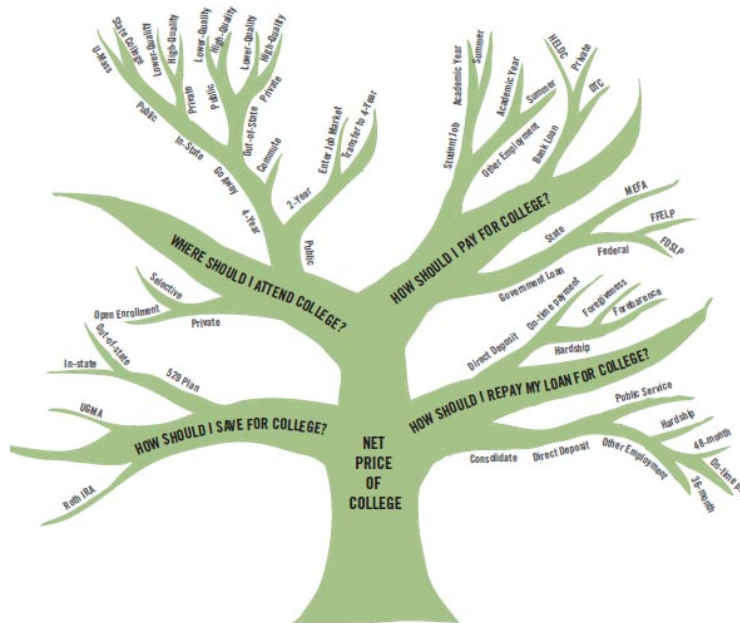 U-Mass
State College
Lower-Quality
High-Quality
Lower-Quality
High-Quality
Lower-Quality
High-Quality
Public
Private
Public
Private
In-State
Out-of-State
Go Away
Commute
4-Year
2-Year
Enter Job Market
Transfer to 4-Year
Public
WHERE SHOULD I ATTEND COLLEGE?
Selective
Open Enrollment
Private
Academic Year
Summer
Student Job
Academic Year
Summer
Other Employment
HELOC
Private
OTC
Bank Loan
HOW SHOULD I PAY FOR COLLEGE?
MEFA
State
FFELP
Federal
FDSLP
Government Loan
Out-of-state
In-state
529 Plan
UGMA
HOW SHOULD I SAVE FOR COLLEGE?
Roth IRA
On-time payment
Direct Deposit
Foregiveness
Forebarence
Hardship
HOW SHOULD I REPAY MY LOAN FOR COLLEGE?
Public Service
Hardship
48-month
On-time p
36-month
Other Employment
Direct Deposit
Consolidate
NET
PRICE
OF
COLLEGE